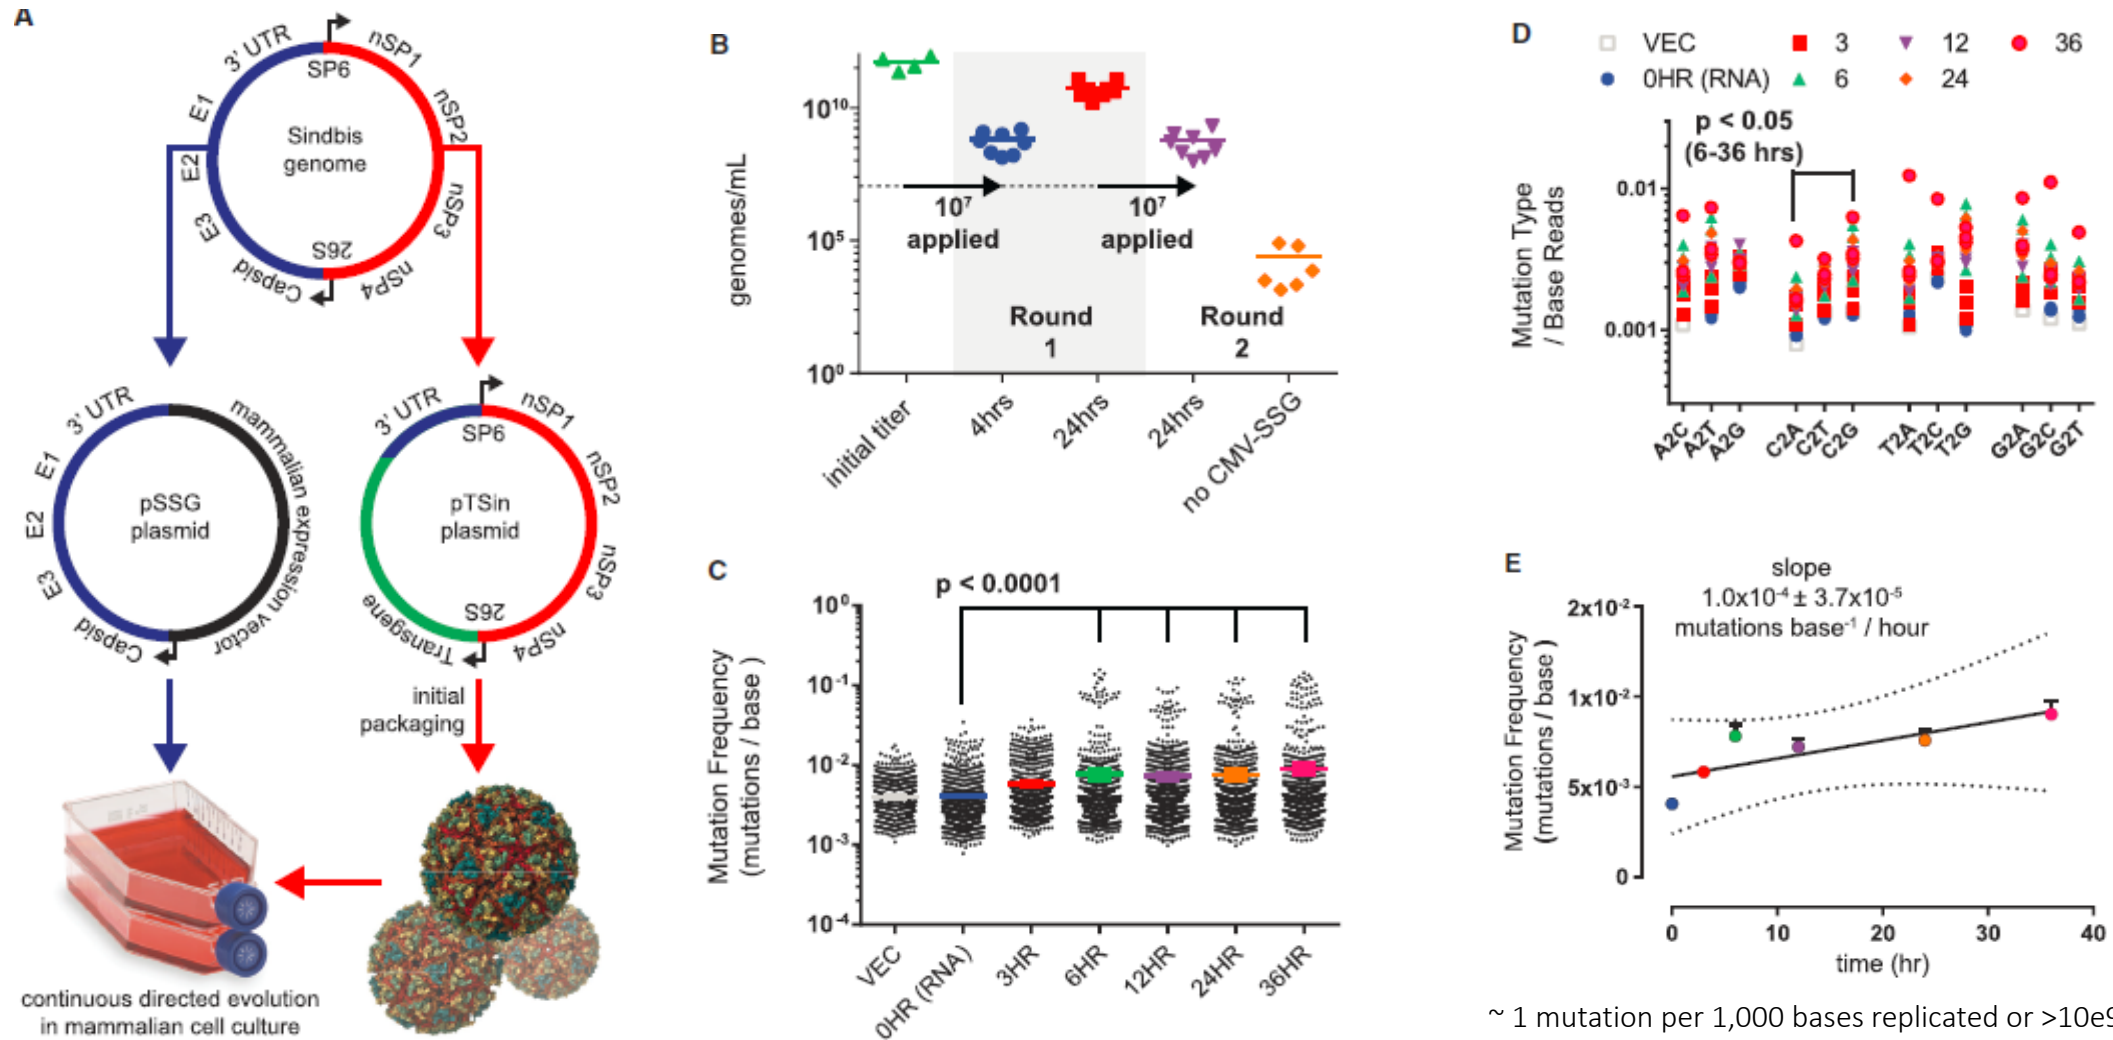 A
3' UTR
nSP1
SP6
E1
nSP2
Sindbis
genome
E2
nSP3
E3
26S
Capsid
nSP4
3' UTR
mammalian expression vector
SP6
nSP1
E1
nSP2
pSSG
plasmid
pTSin
plasmid
E2
E3
nSP3
Capsid
Transgene
26S
nSP4
initial
packaging
continuous directed evolution
in mammalian cell culture
3' UTR
B
genomes/mL
10¹⁰
10⁵
10⁰
10⁷
applied
10⁷
applied
Round
1
Round
2
initial titer
4hrs
24hrs
24hrs
no CMV-SSG
C
p < 0.0001
Mutation Frequency
(mutations / base )
10⁰
10⁻¹
10⁻²
10⁻³
10⁻⁴
VEC
0HR (RNA)
3HR
6HR
12HR
24HR
36HR
D
VEC
3
12
36
0HR (RNA)
6
24
p < 0.05
(6-36 hrs)
Mutation Type
/ Base Reads
0.01
0.001
A2C
A2T
A2G
C2A
C2T
C2G
T2A
T2C
T2G
G2A
G2C
G2T
E
slope
1.0x10⁻⁴ ± 3.7x10⁻⁵
mutations base⁻¹ / hour
Mutation Frequency
(mutations / base )
2x10⁻²
1x10⁻²
5x10⁻³
0
0
10
20
30
40
time (hr)
~ 1 mutation per 1,000 bases replicated or >10e9